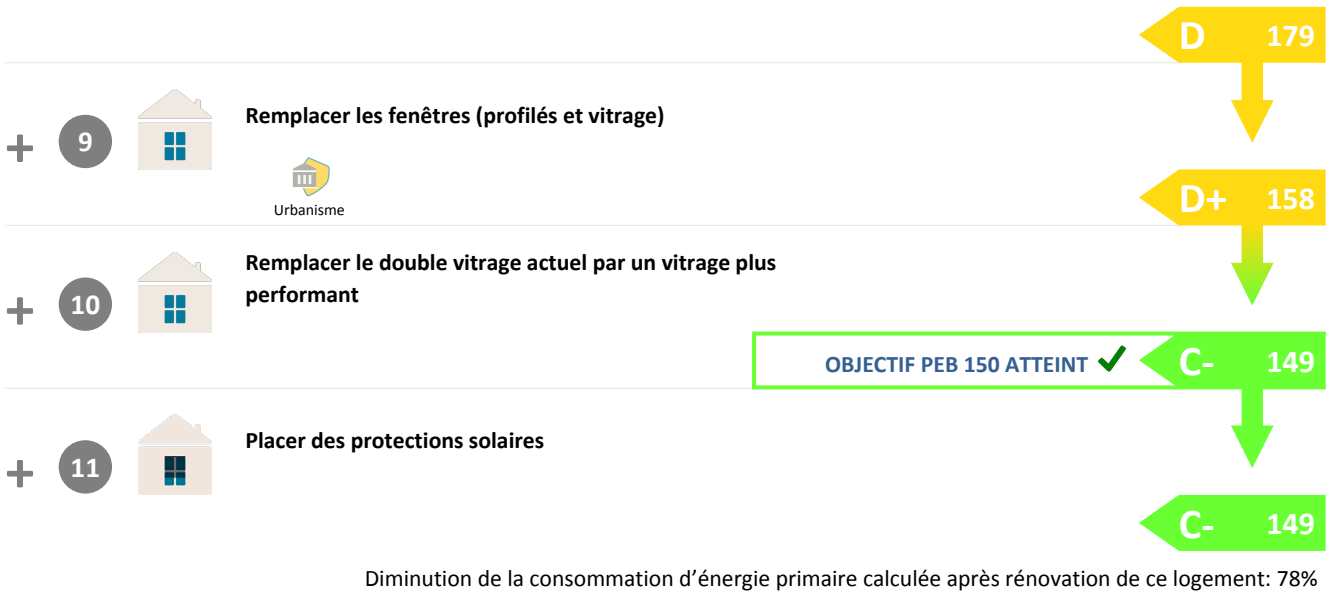 D 179
+ 9 Remplacer les fenêtres (profilés et vitrage)
Urbanisme
D+ 158
Remplacer le double vitrage actuel par un vitrage plus
+ 10 performant
OBJECTIF PEB 150 ATTEINT ✓ C- 149
+ 11 Placer des protections solaires
C- 149
Diminution de la consommation d’énergie primaire calculée après rénovation de ce logement: 78%